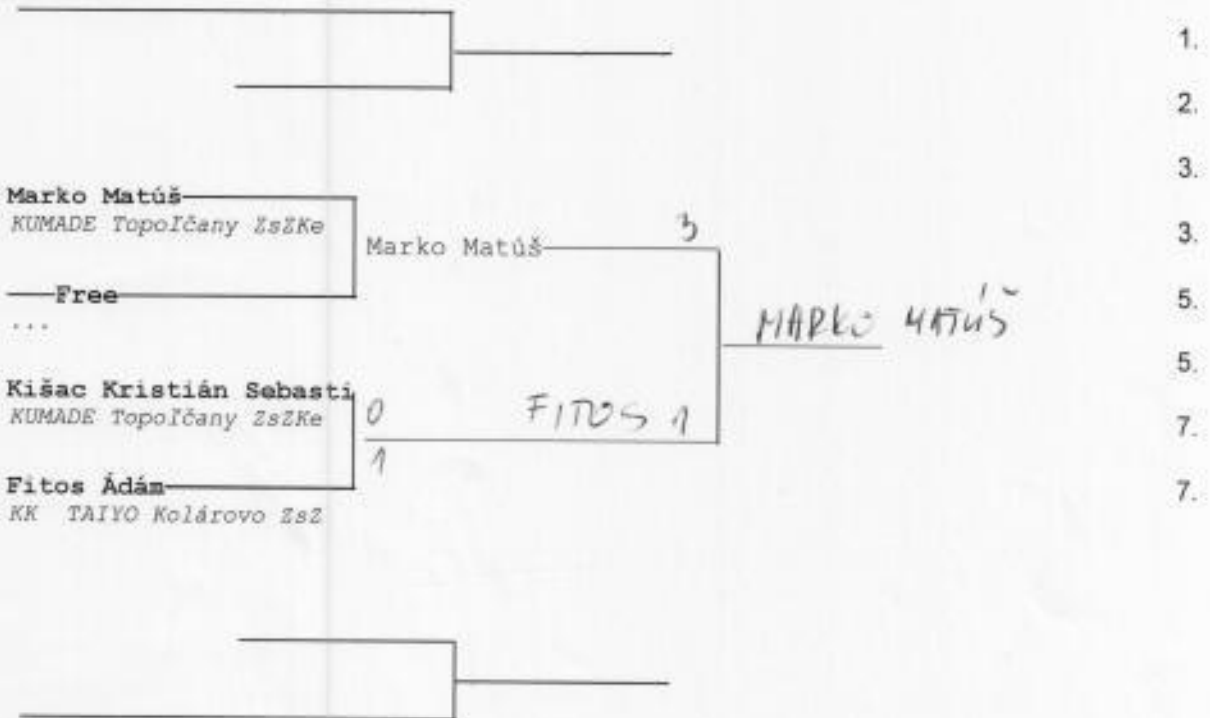 1.
2.
3.
3.
5.
5.
7.
7.
Marko Matúš
KUMADE Topoľčany ZsZKe
Free
...
Kišac Kristián Sebasti
KUMADE Topoľčany ZsZKe
Fitos Ádám
KK TAIYO Kolárovo ZsZ
Marko Matúš
3
0
1
FITOS 1
MARKO MATÚŠ